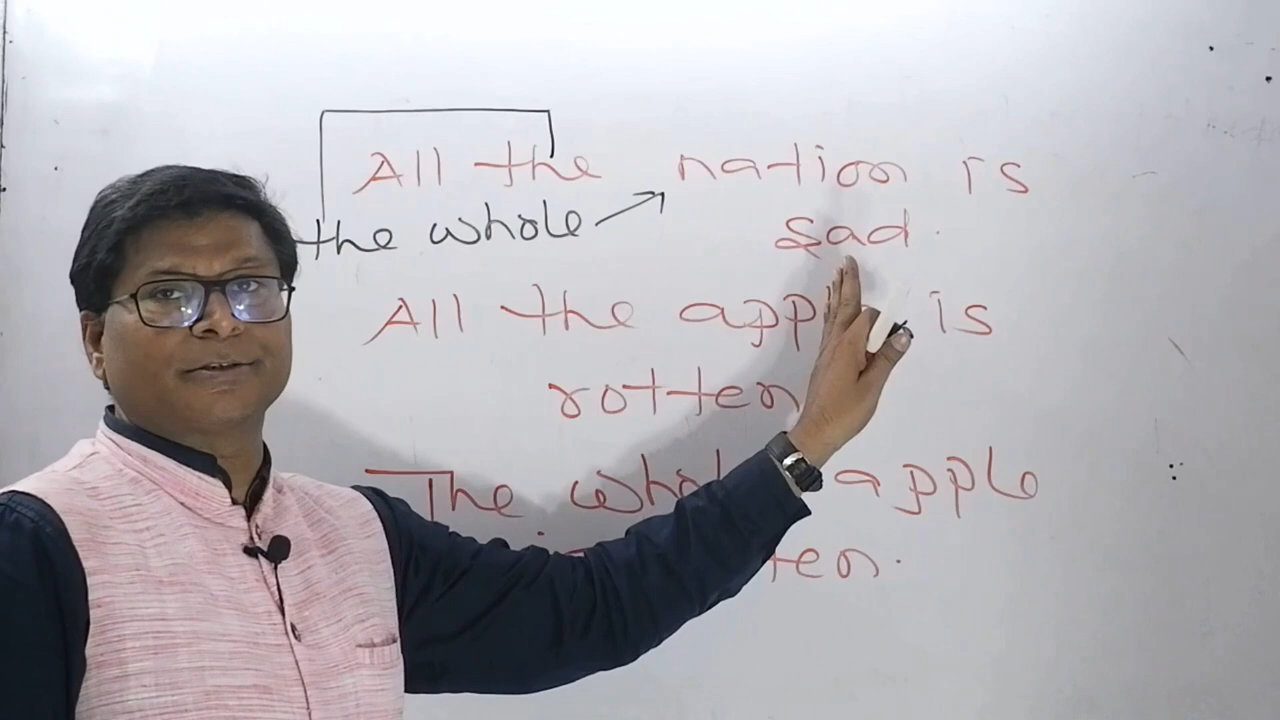 All the nation is
the whole
sad.
All the is
rotten
The apple